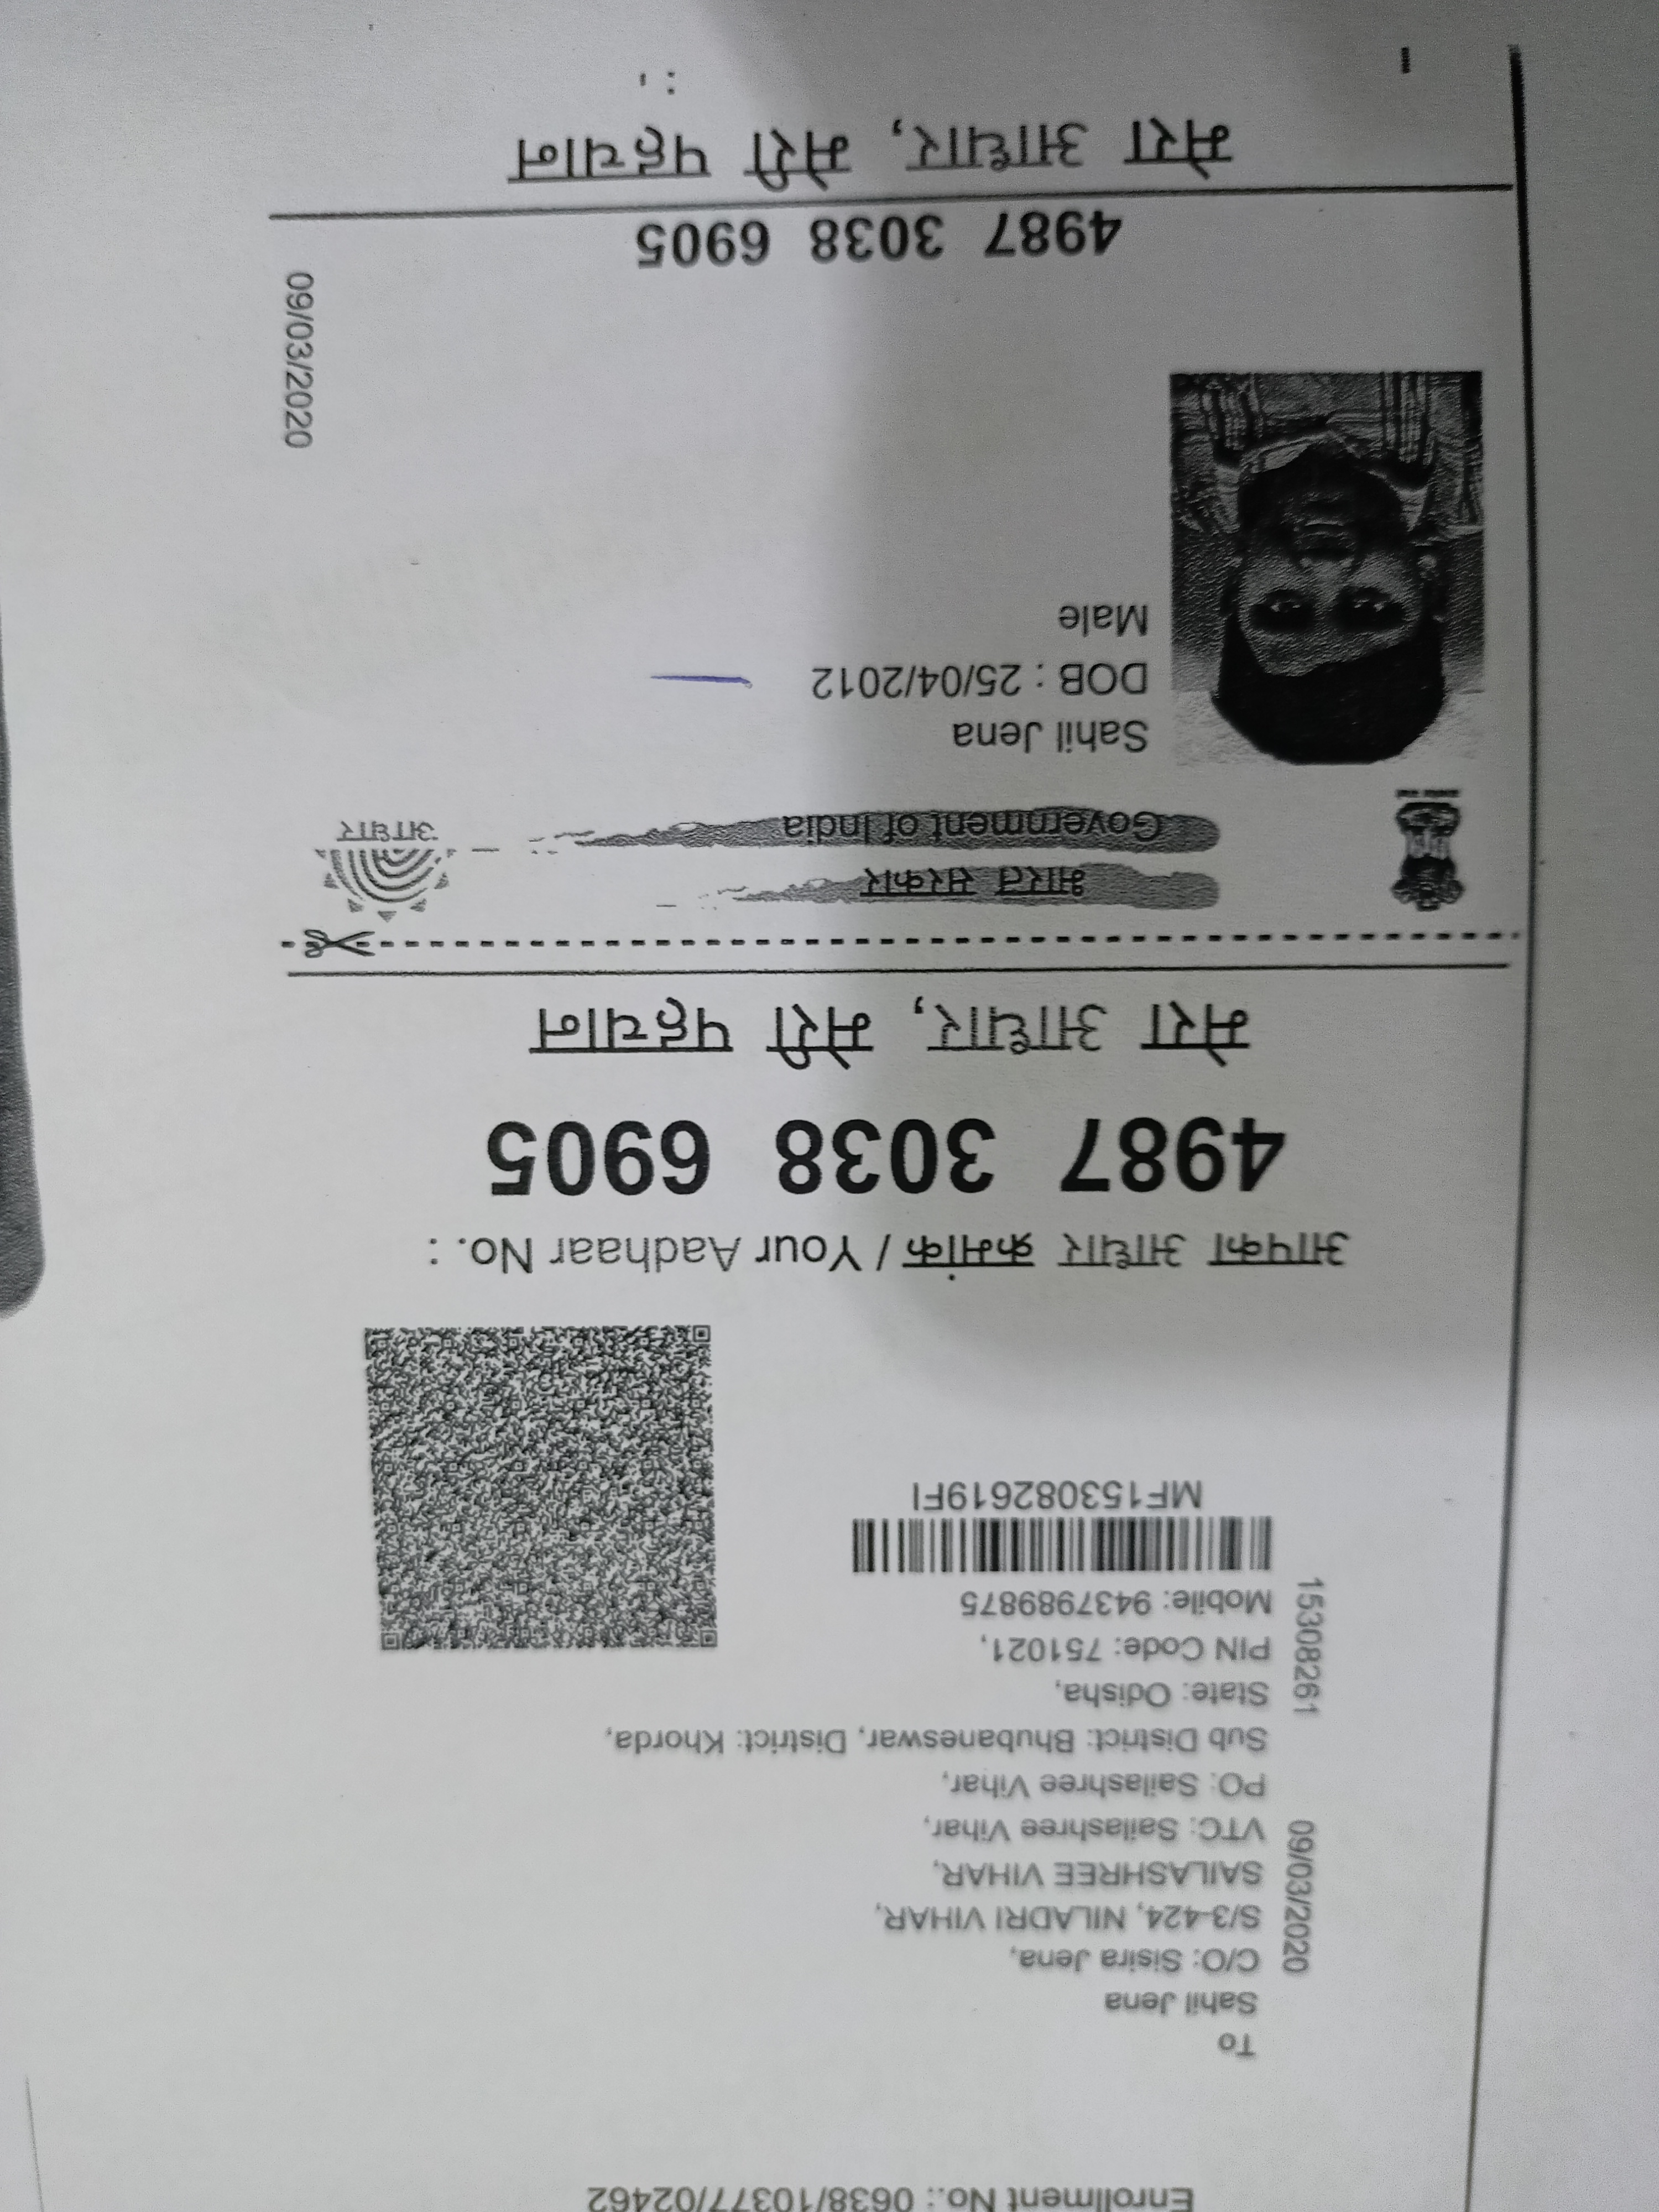 Enrollment No.: 0638/10377/02462
To
Sahil Jena
C/O: Sisira Jena,
S/3-424, NILADRI VIHAR,
SAILASHREE VIHAR,
VTC: Sailashree Vihar,
PO: Sailashree Vihar,
Sub District: Bhubaneswar, District: Khorda,
State: Odisha,
PIN Code: 751021,
Mobile: 9437989875
09/03/2020
15308261
MF153082619FI
आपका आधार क्रमांक / Your Aadhaar No. :
4987 3038 6905
मेरा आधार, मेरी पहचान
भारत सरकार
Government of India
आधार
Sahil Jena
DOB : 25/04/2012
Male
09/03/2020
4987 3038 6905
मेरा आधार, मेरी पहचान